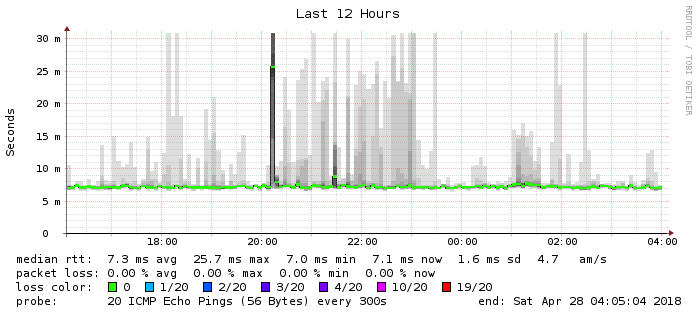 Last 12 Hours
RRDTOOL / TOBI OETIKER
Seconds
30 m
25 m
20 m
15 m
10 m
5 m
0
18:00 20:00 22:00 00:00 02:00 04:00
median rtt: 7.3 ms avg 25.7 ms max 7.0 ms min 7.1 ms now 1.6 ms sd 4.7 am/s
packet loss: 0.00 % avg 0.00 % max 0.00 % min 0.00 % now
loss color: 0 1/20 2/20 3/20 4/20 10/20 19/20
probe: 20 ICMP Echo Pings (56 Bytes) every 300s end: Sat Apr 28 04:05:04 2018